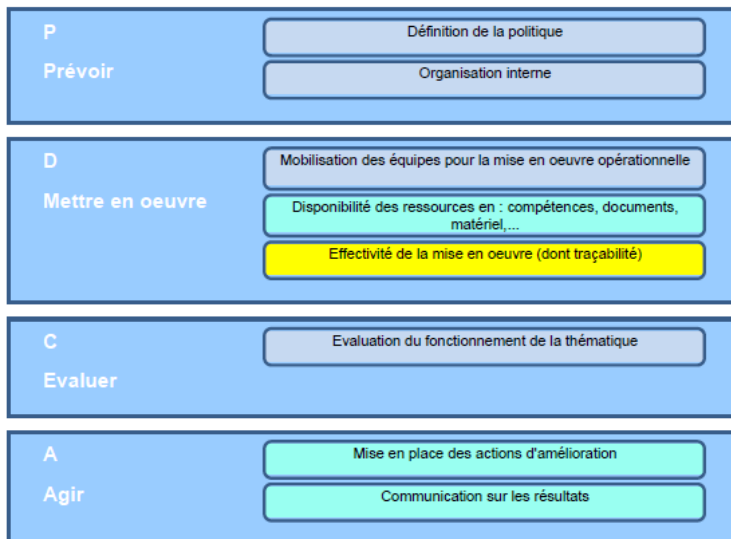 P
Définition de la politique
Prévoir
Organisation interne
D
Mobilisation des équipes pour la mise en oeuvre opérationnelle
Mettre en oeuvre
Disponibilité des ressources en : compétences, documents,
matériel,...
Effectivité de la mise en oeuvre (dont traçabilité)
C
Evaluation du fonctionnement de la thématique
Evaluer
A
Mise en place des actions d'amélioration
Agir
Communication sur les résultats